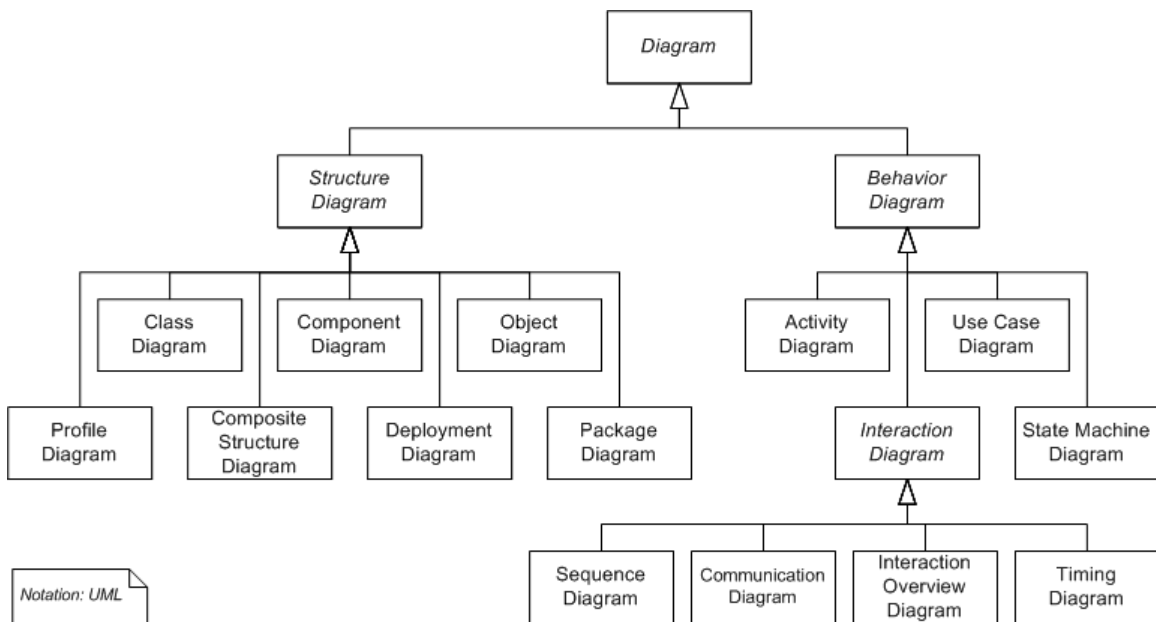 Diagram
Structure
Diagram
Behavior
Diagram
Class
Diagram
Component
Diagram
Object
Diagram
Activity
Diagram
Use Case
Diagram
Profile
Diagram
Composite
Structure
Diagram
Deployment
Diagram
Package
Diagram
Interaction
Diagram
State Machine
Diagram
Sequence
Diagram
Communication
Diagram
Interaction
Overview
Diagram
Timing
Diagram
Notation: UML